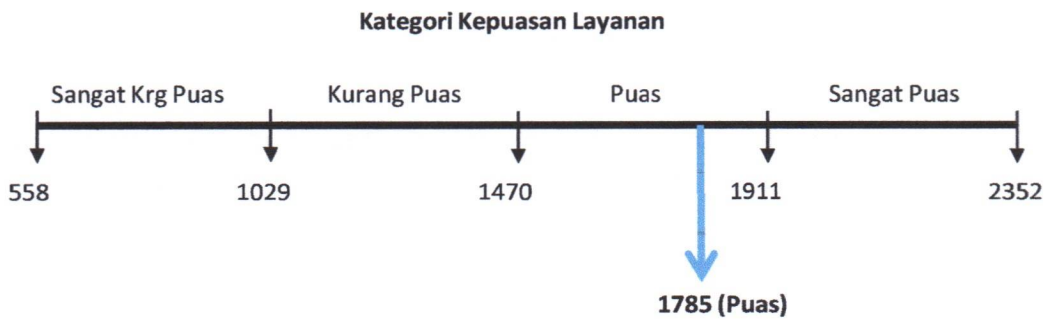 Kategori Kepuasan Layanan
Sangat Krg Puas Kurang Puas Puas Sangat Puas
558 1029 1470 1911 2352
1785 (Puas)